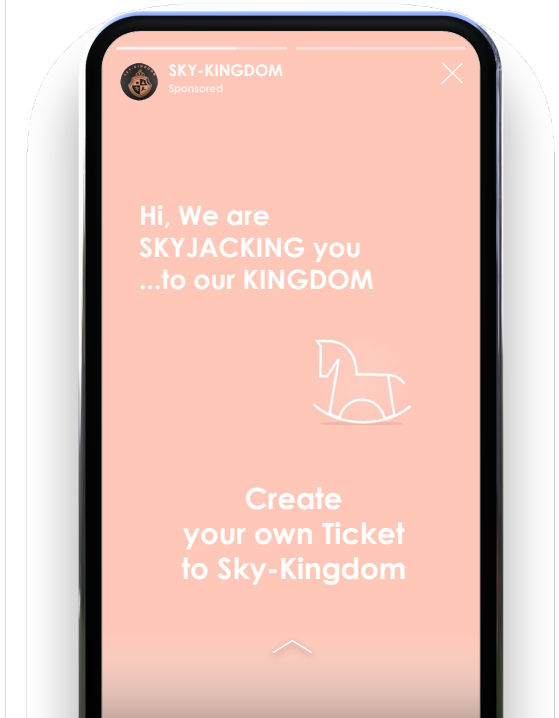 SKY-KINGDOM
Sponsored
Hi, We are
SKYJACKING you
...to our KINGDOM
Create
your own Ticket
to Sky-Kingdom